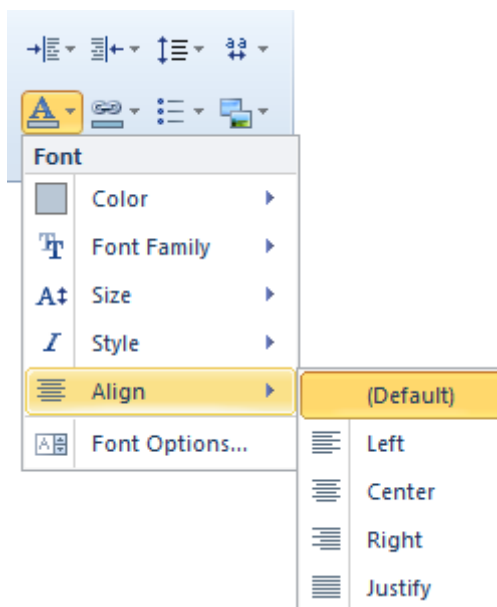 Font
Color
Font Family
Size
Style
Align
Font Options...
(Default)
Left
Center
Right
Justify